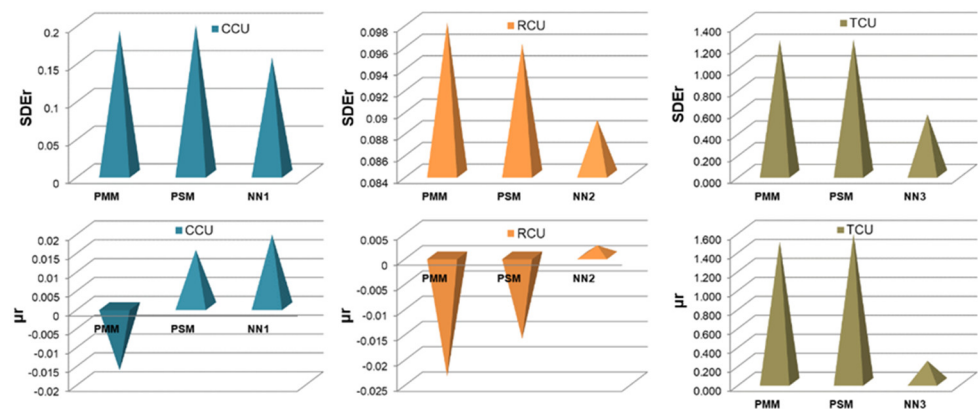 CCU
SDEr
0.2
0.15
0.1
0.05
0
PMM PSM NN1
RCU
SDEr
0.098
0.096
0.094
0.092
0.090
0.088
0.086
0.084
PMM PSM NN2
TCU
SDEr
1.400
1.200
1.000
0.800
0.600
0.400
0.200
0.000
PMM PSM NN3
CCU
µr
0.02
0.015
0.01
0.005
0
-0.005
-0.01
-0.015
-0.02
PMM PSM NN1
RCU
µr
0.005
0
-0.005
-0.01
-0.015
-0.02
-0.025
PMM PSM NN2
TCU
µr
1.600
1.400
1.200
1.000
0.800
0.600
0.400
0.200
0.000
PMM PSM NN3